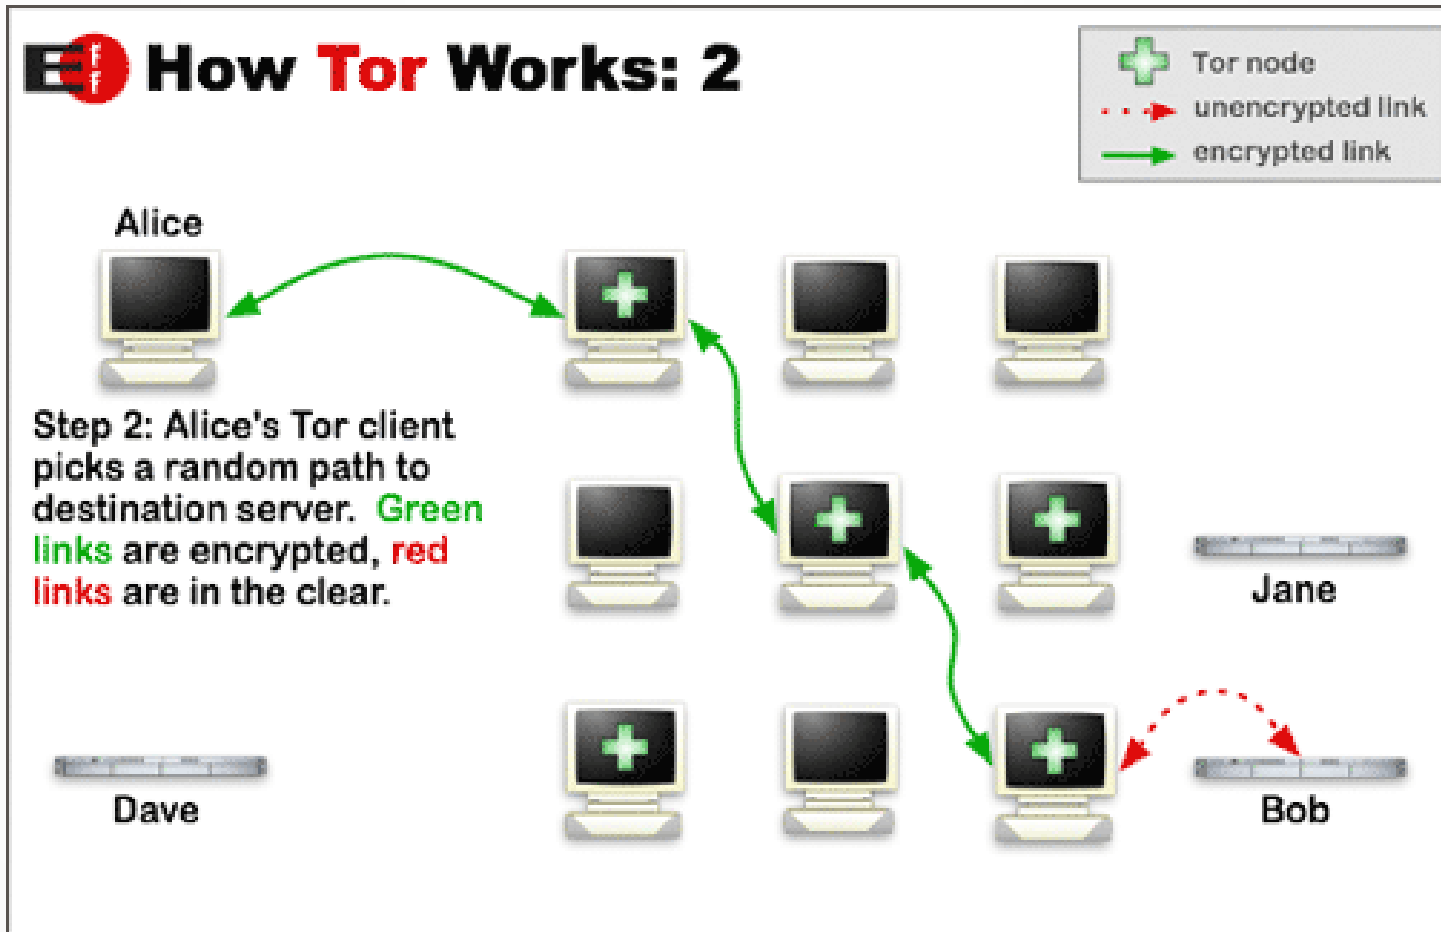 EFF How Tor Works: 2
Tor node
unencrypted link
encrypted link
Alice
Step 2: Alice's Tor client
picks a random path to
destination server. Green
links are encrypted, red
links are in the clear.
Jane
Dave
Bob